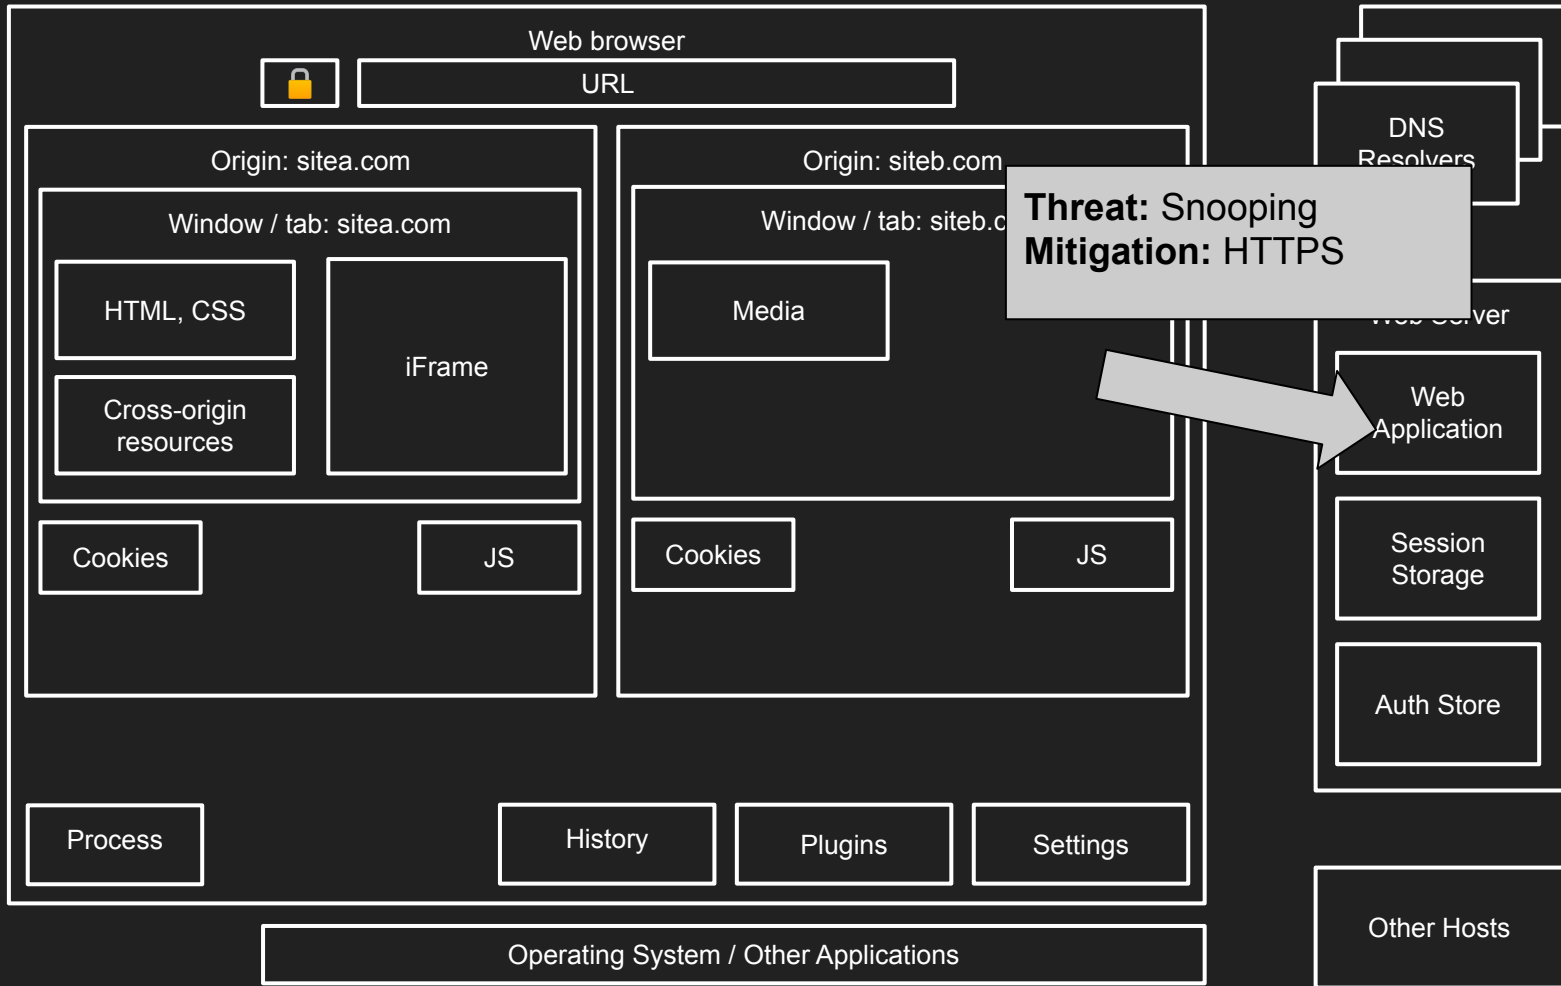 Web browser
URL
Origin: sitea.com
Window / tab: sitea.com
HTML, CSS
Cross-origin
resources
iFrame
Cookies
JS
Origin: siteb.com
Window / tab: siteb.c
Media
Cookies
JS
Process
History
Plugins
Settings
Operating System / Other Applications
Threat: Snooping
Mitigation: HTTPS
DNS
Resolvers
Web Server
Web
Application
Session
Storage
Auth Store
Other Hosts